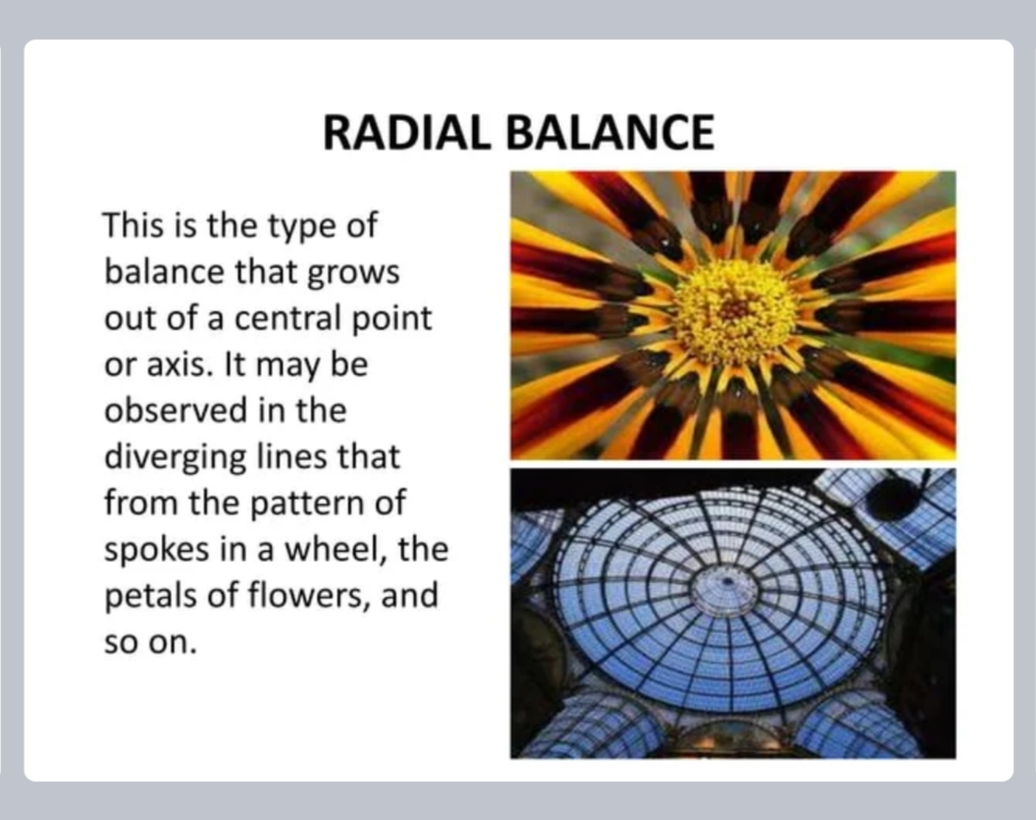 RADIAL BALANCE
This is the type of
balance that grows
out of a central point
or axis. It may be
observed in the
diverging lines that
from the pattern of
spokes in a wheel, the
petals of flowers, and
so on.